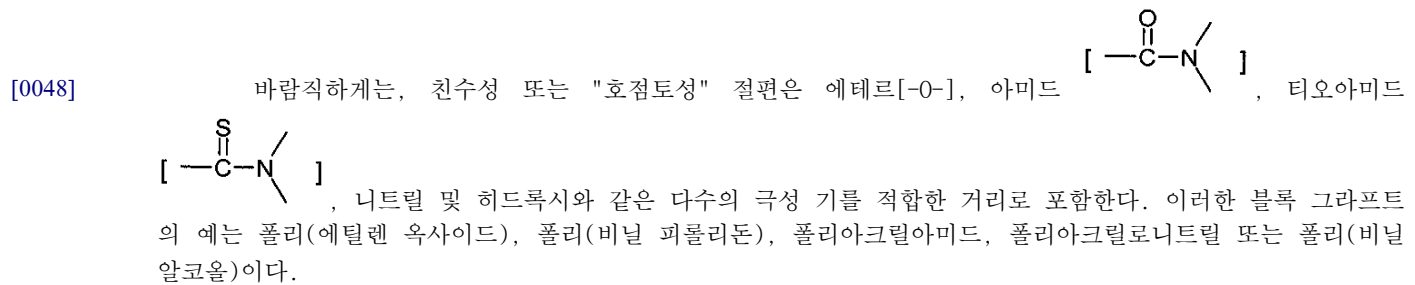 [0048] 바람직하게는, 친수성 또는 "호점토성" 절편은 에테르[-O-], 아미드 [ —C(=O)—N< ], 티오아미드
[ —C(=S)—N< ], 니트릴 및 히드록시와 같은 다수의 극성 기를 적합한 거리로 포함한다. 이러한 블록 그라프트
의 예는 폴리(에틸렌 옥사이드), 폴리(비닐 피롤리돈), 폴리아크릴아미드, 폴리아크릴로니트릴 또는 폴리(비닐
알코올)이다.